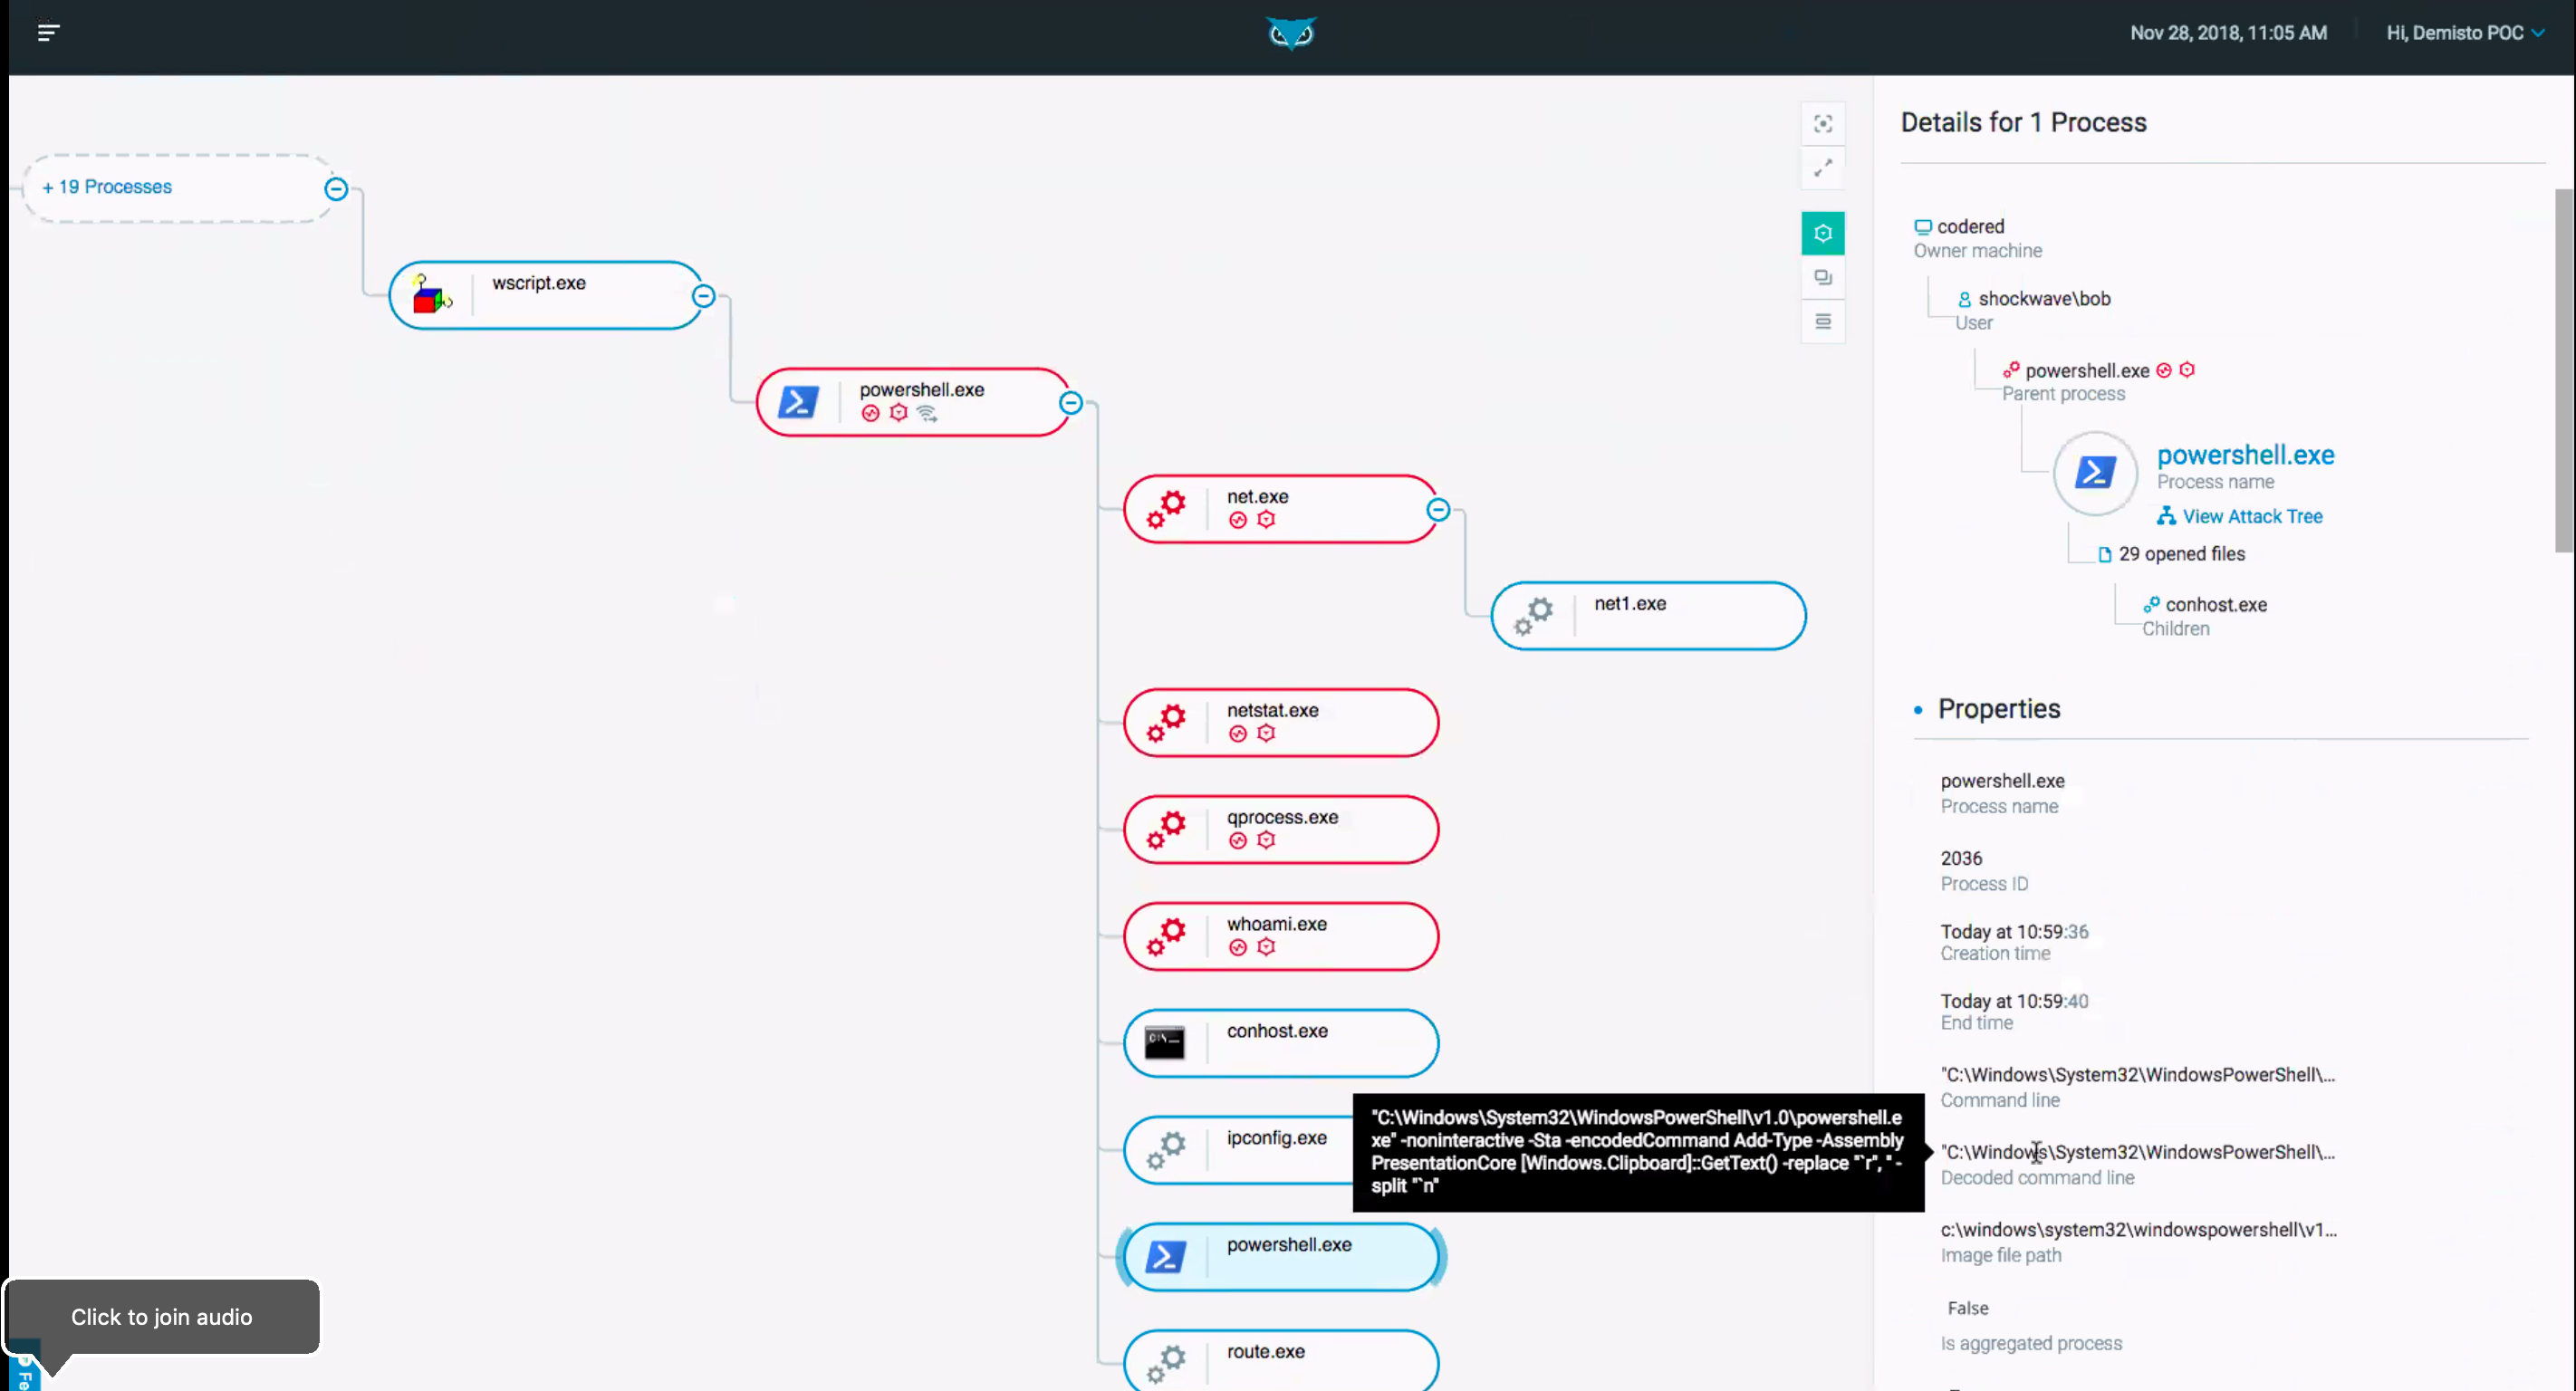 Nov 28, 2018, 11:05 AM
Hi, Demisto POC
+ 19 Processes
wscript.exe
powershell.exe
net.exe
net1.exe
netstat.exe
qprocess.exe
whoami.exe
conhost.exe
ipconfig.exe
powershell.exe
route.exe
"C:\Windows\System32\WindowsPowerShell\v1.0\powershell.e
xe" -noninteractive -Sta -encodedCommand Add-Type -Assembly
PresentationCore [Windows.Clipboard]::GetText() -replace "`r", '' -
split "`n"
Click to join audio
Fe
Details for 1 Process
codered
Owner machine
shockwave\bob
User
powershell.exe
Parent process
powershell.exe
Process name
View Attack Tree
29 opened files
conhost.exe
Children
Properties
powershell.exe
Process name
2036
Process ID
Today at 10:59:36
Creation time
Today at 10:59:40
End time
"C:\Windows\System32\WindowsPowerShell\...
Command line
"C:\Windows\System32\WindowsPowerShell\...
Decoded command line
c:\windows\system32\windowspowershell\v1...
Image file path
False
Is aggregated process